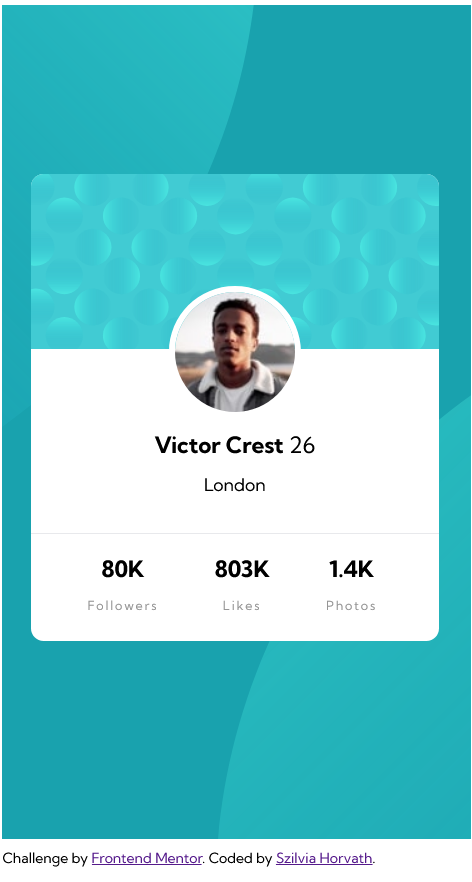 Victor Crest 26
London
80K 803K 1.4K
Followers Likes Photos
Challenge by Frontend Mentor. Coded by Szilvia Horvath.